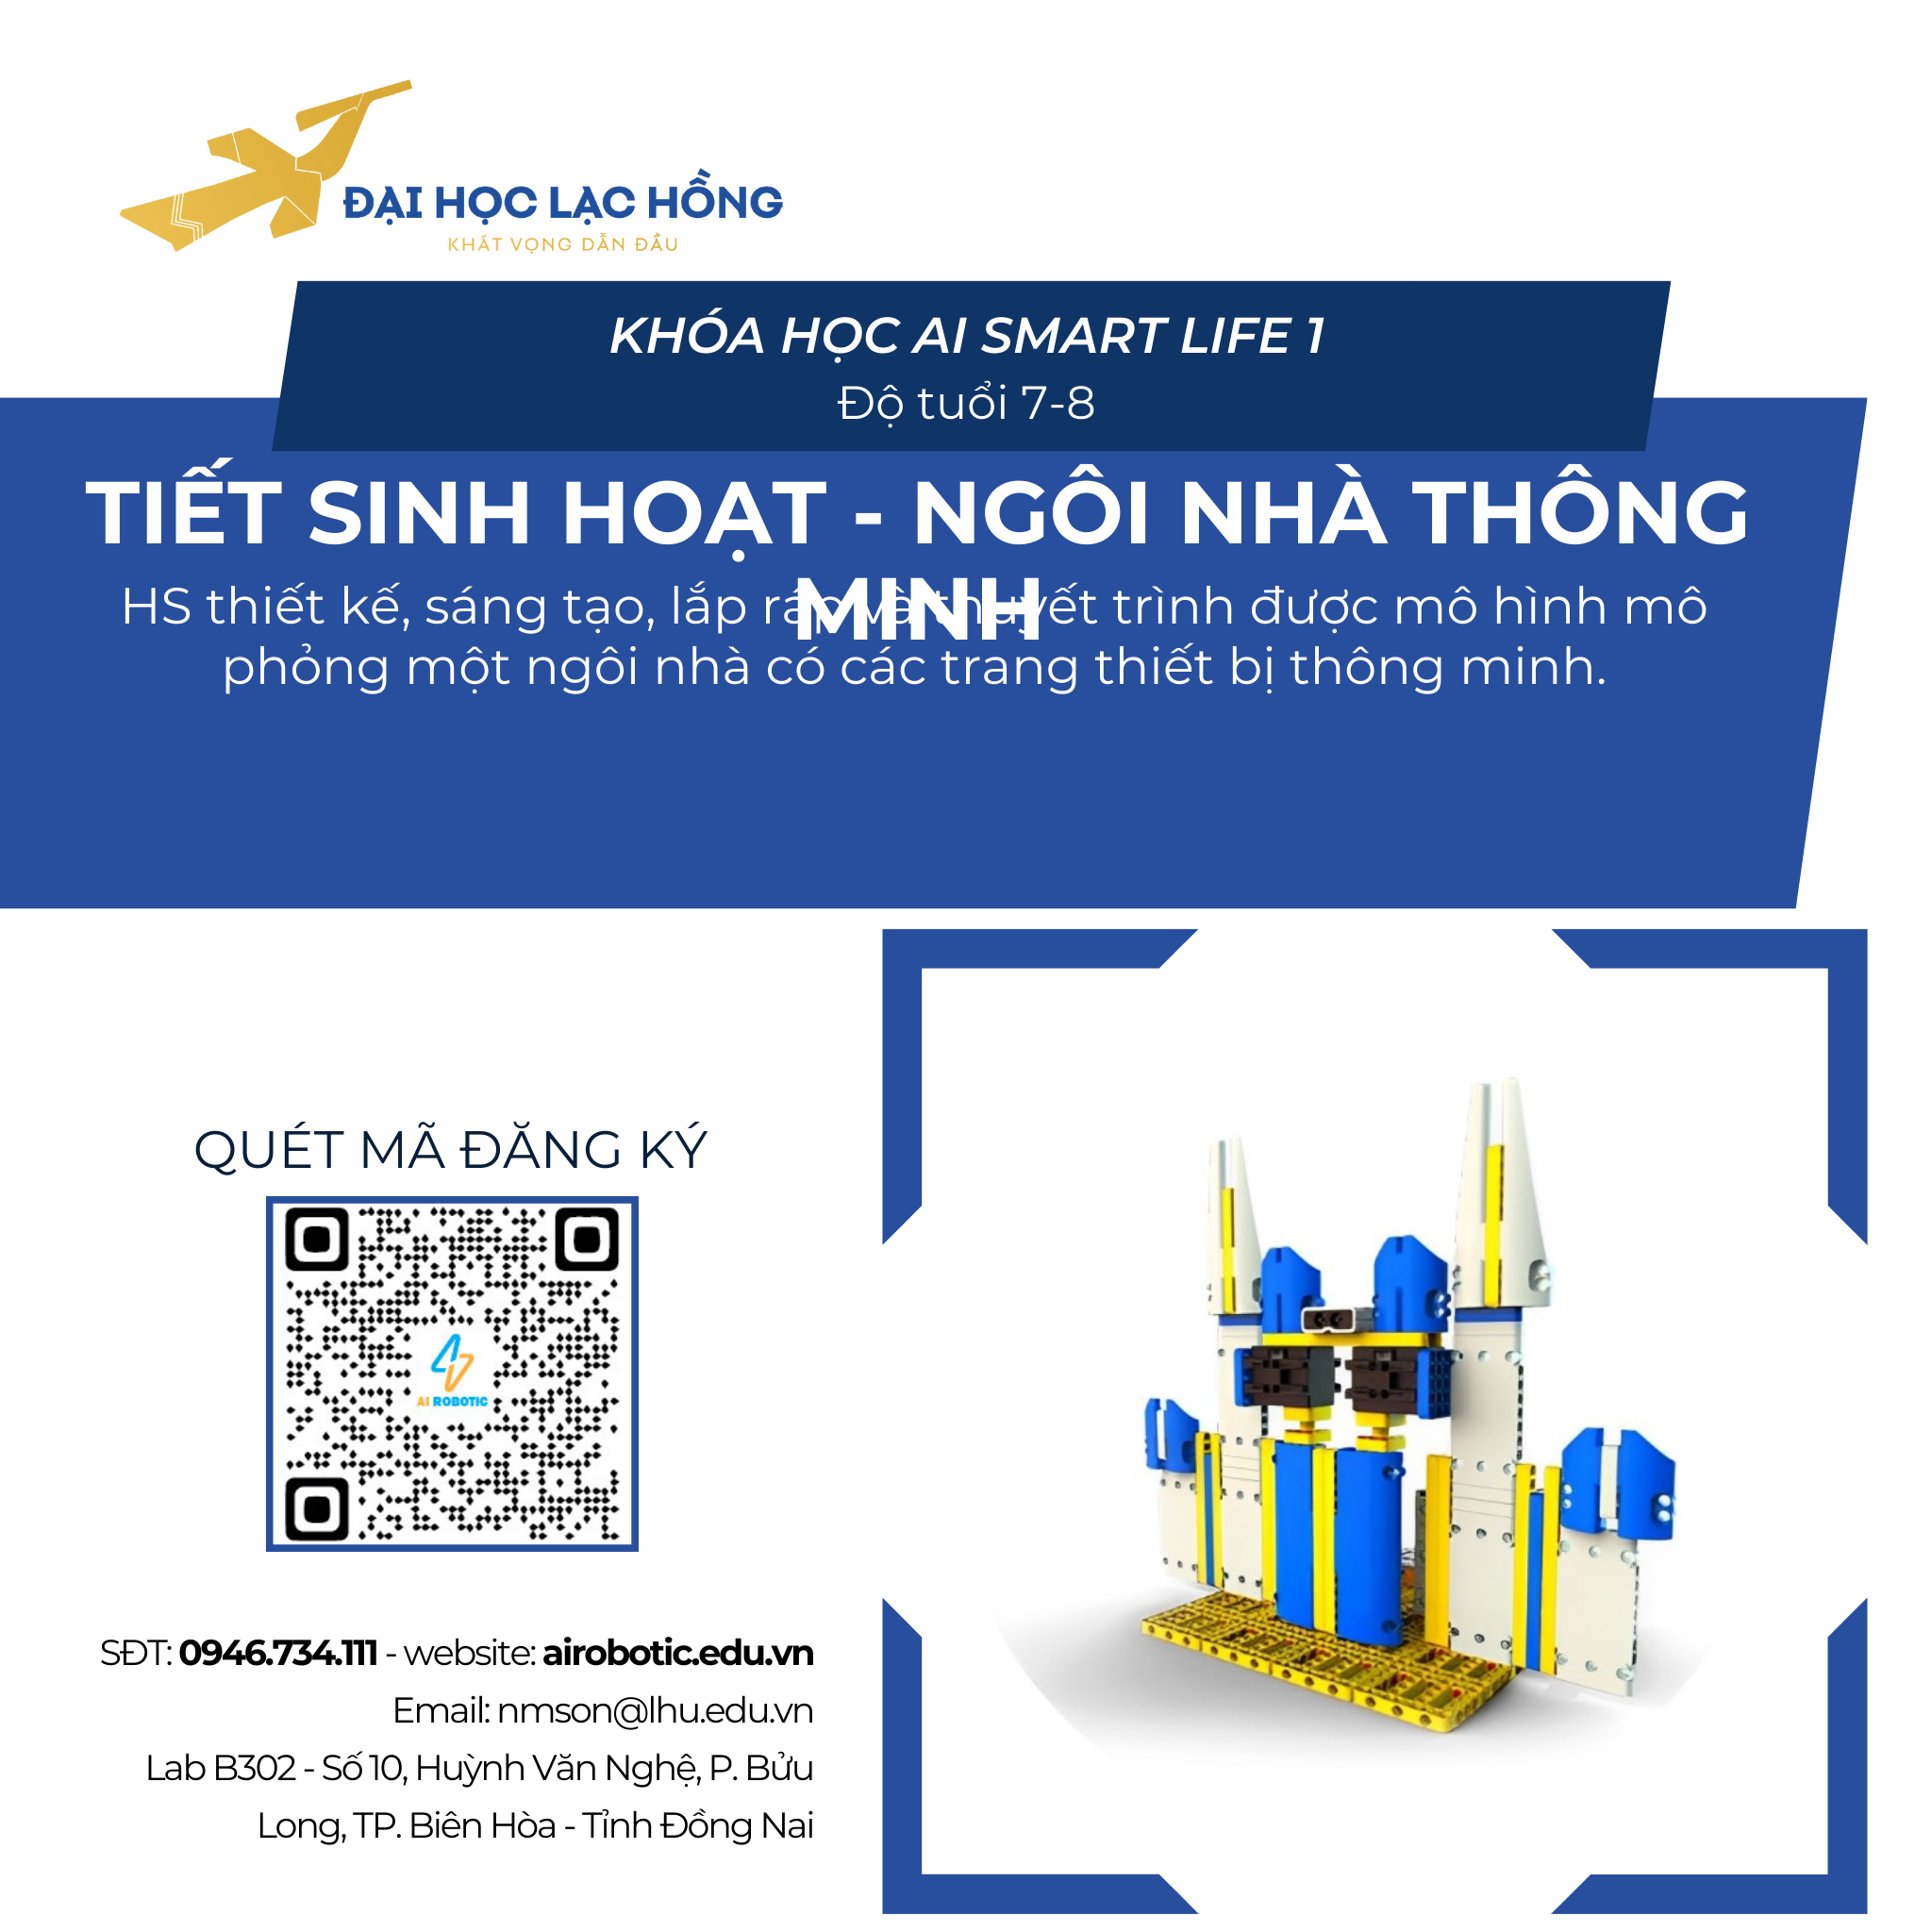 ĐẠI HỌC LẠC HỒNG
KHÁT VỌNG DẪN ĐẦU
KHÓA HỌC AI SMART LIFE 1
Độ tuổi 7-8
TIẾT SINH HOẠT - NGÔI NHÀ THÔNG
MINH
HS thiết kế, sáng tạo, lắp ráp và thuyết trình được mô hình mô
phỏng một ngôi nhà có các trang thiết bị thông minh.
QUÉT MÃ ĐĂNG KÝ
AI ROBOTIC
SĐT: 0946.734.111 - website: airobotic.edu.vn
Email: nmson@lhu.edu.vn
Lab B302 - Số 10, Huỳnh Văn Nghệ, P. Bửu
Long, TP. Biên Hòa - Tỉnh Đồng Nai